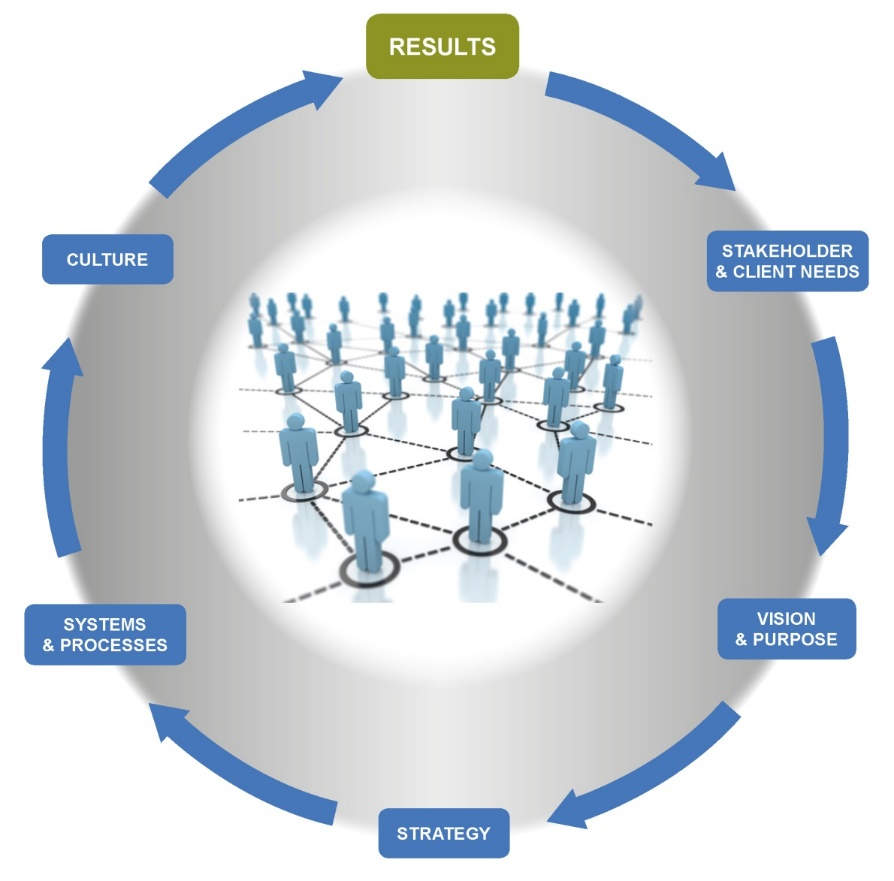 RESULTS
STAKEHOLDER
& CLIENT NEEDS
VISION
& PURPOSE
STRATEGY
SYSTEMS
& PROCESSES
CULTURE